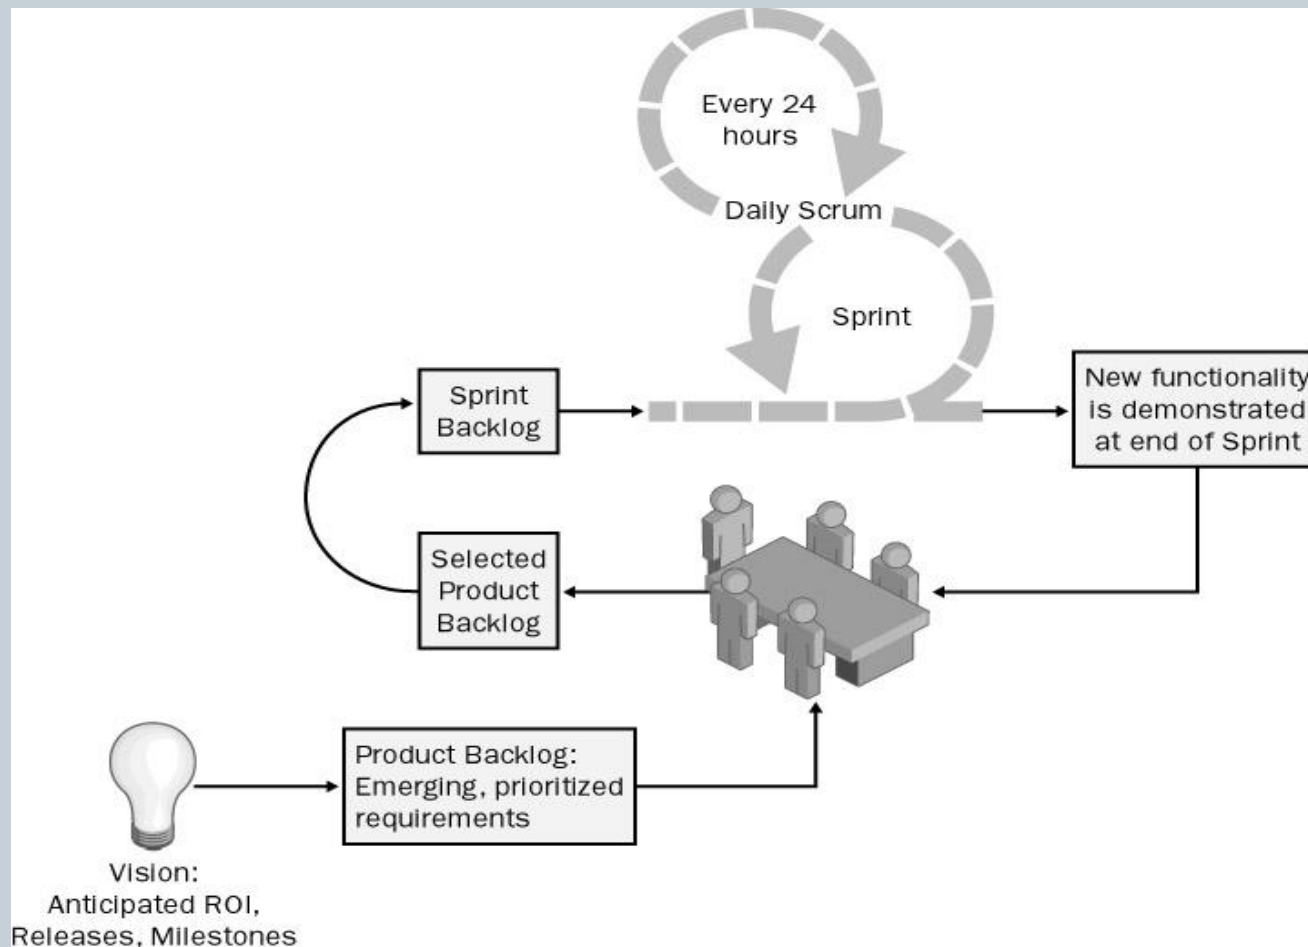 Every 24
hours
Daily Scrum
Sprint
Sprint
Backlog
New functionality
is demonstrated
at end of Sprint
Selected
Product
Backlog
Product Backlog:
Emerging, prioritized
requirements
Vision:
Anticipated ROI,
Releases, Milestones